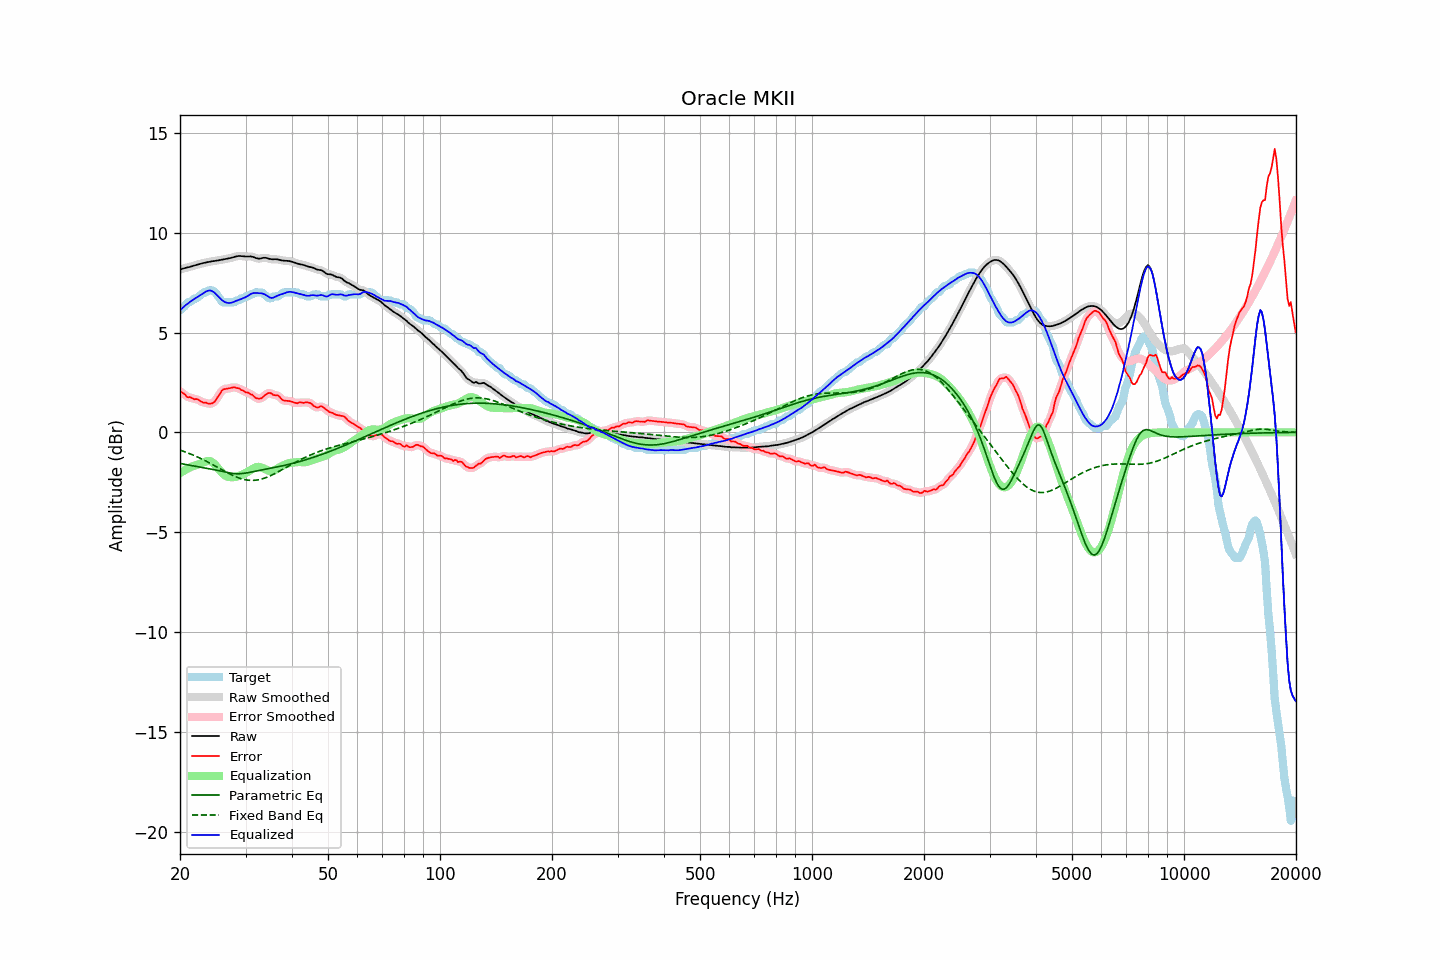 Oracle MKII
15
10
5
0
−5
−10
−15
−20
Amplitude (dBr)
Target
Raw Smoothed
Error Smoothed
Raw
Error
Equalization
Parametric Eq
Fixed Band Eq
Equalized
20 50 100 200 500 1000 2000 5000 10000 20000
Frequency (Hz)